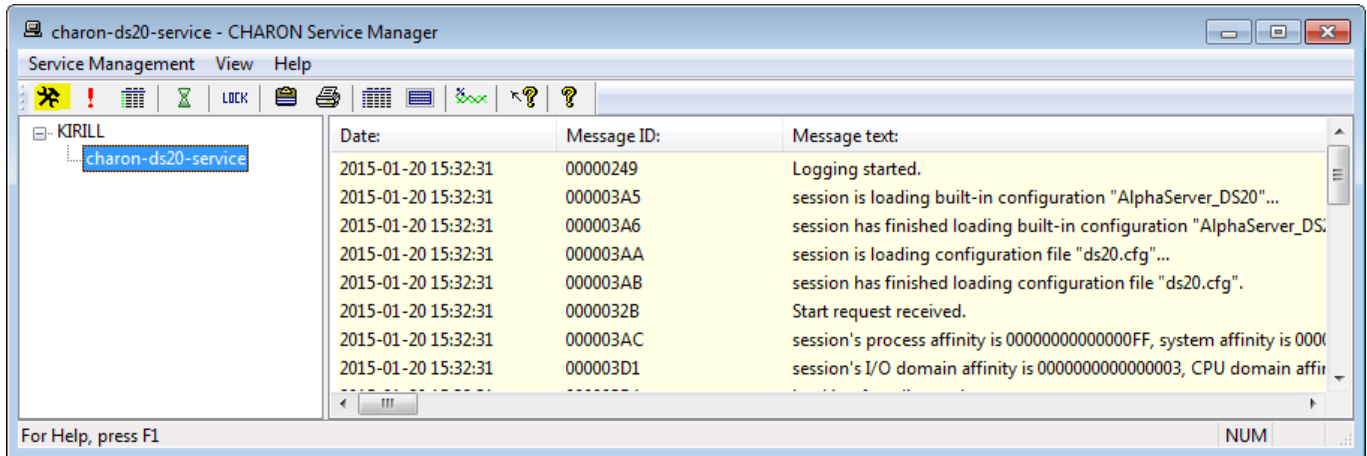 charon-ds20-service - CHARON Service Manager
Service Management View Help
LOCK
KIRILL
charon-ds20-service
Date: Message ID: Message text:
2015-01-20 15:32:31 00000249 Logging started.
2015-01-20 15:32:31 000003A5 session is loading built-in configuration "AlphaServer_DS20"...
2015-01-20 15:32:31 000003A6 session has finished loading built-in configuration "AlphaServer_DS
2015-01-20 15:32:31 000003AA session is loading configuration file "ds20.cfg"...
2015-01-20 15:32:31 000003AB session has finished loading configuration file "ds20.cfg".
2015-01-20 15:32:31 0000032B Start request received.
2015-01-20 15:32:31 000003AC session's process affinity is 00000000000000FF, system affinity is 000
2015-01-20 15:32:31 000003D1 session's I/O domain affinity is 0000000000000003, CPU domain affi
For Help, press F1 NUM